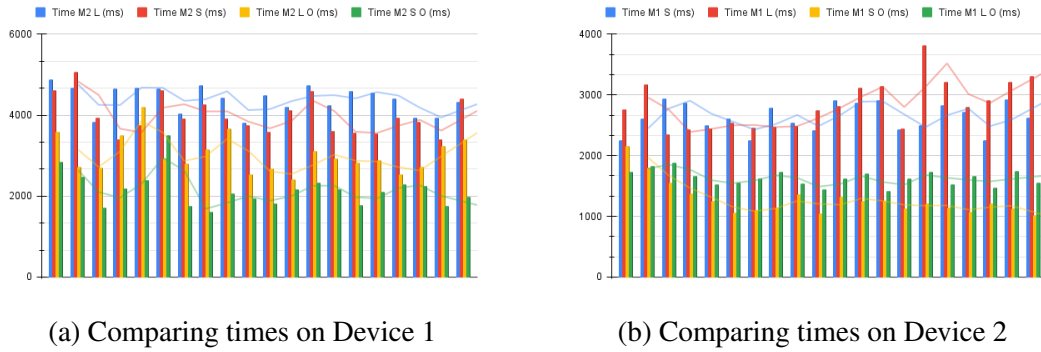 Time M2 L (ms) Time M2 S (ms) Time M2 L O (ms) Time M2 S O (ms)
6000
4000
2000
0
(a) Comparing times on Device 1
Time M1 S (ms) Time M1 L (ms) Time M1 S O (ms) Time M1 L O (ms)
4000
3000
2000
1000
0
(b) Comparing times on Device 2